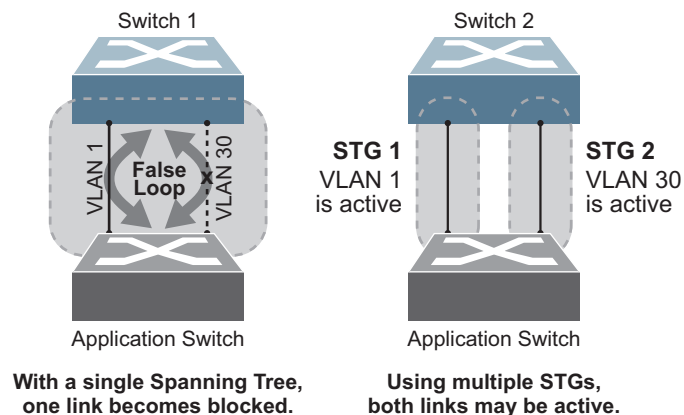 Switch 1
VLAN 1
False
Loop
x
VLAN 30
Application Switch
With a single Spanning Tree,
one link becomes blocked.
Switch 2
STG 1
VLAN 1
is active
STG 2
VLAN 30
is active
Application Switch
Using multiple STGs,
both links may be active.